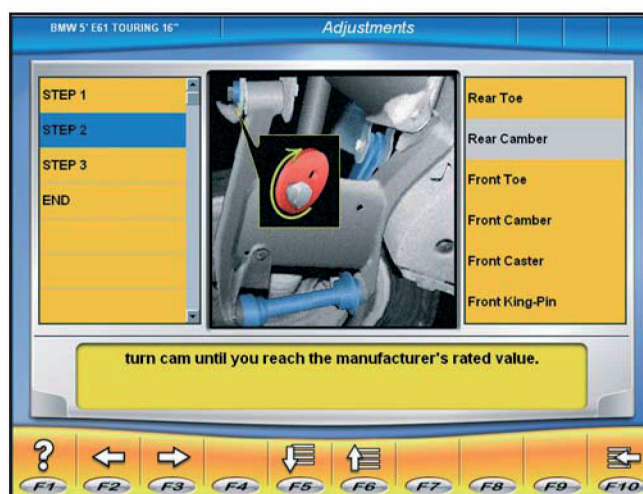 BMW 5' E61 TOURING 16"
Adjustments
STEP 1
STEP 2
STEP 3
END
Rear Toe
Rear Camber
Front Toe
Front Camber
Front Caster
Front King-Pin
turn cam until you reach the manufacturer's rated value.
?
F1 F2 F3 F4 F5 F6 F7 F8 F9 F10